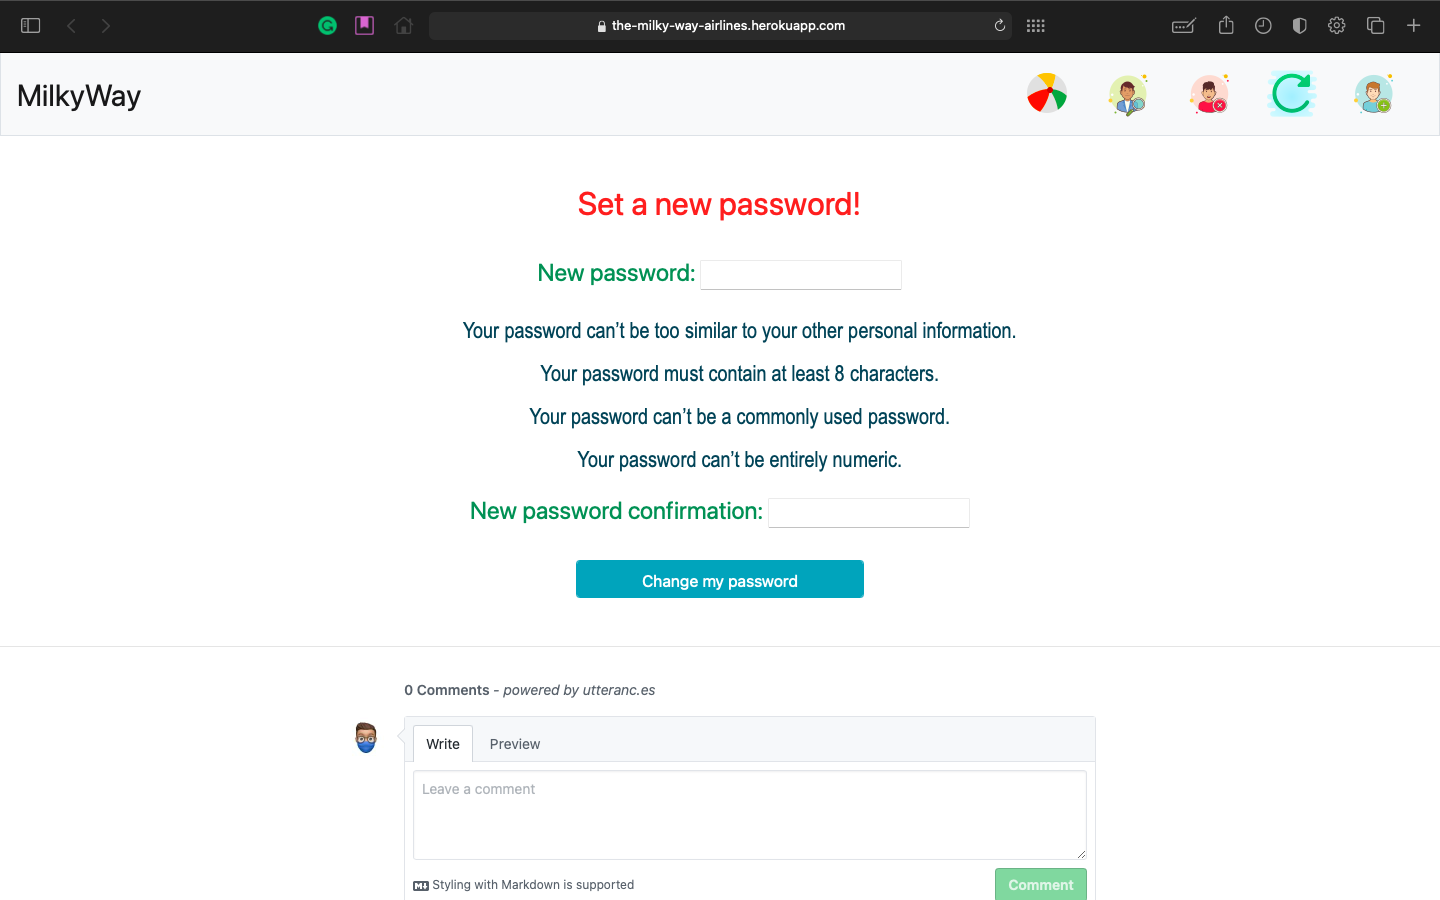 the-milky-way-airlines.herokuapp.com
MilkyWay
Set a new password!
New password:
Your password can’t be too similar to your other personal information.
Your password must contain at least 8 characters.
Your password can’t be a commonly used password.
Your password can’t be entirely numeric.
New password confirmation:
Change my password
0 Comments - powered by utteranc.es
Write Preview
Leave a comment
Styling with Markdown is supported
Comment